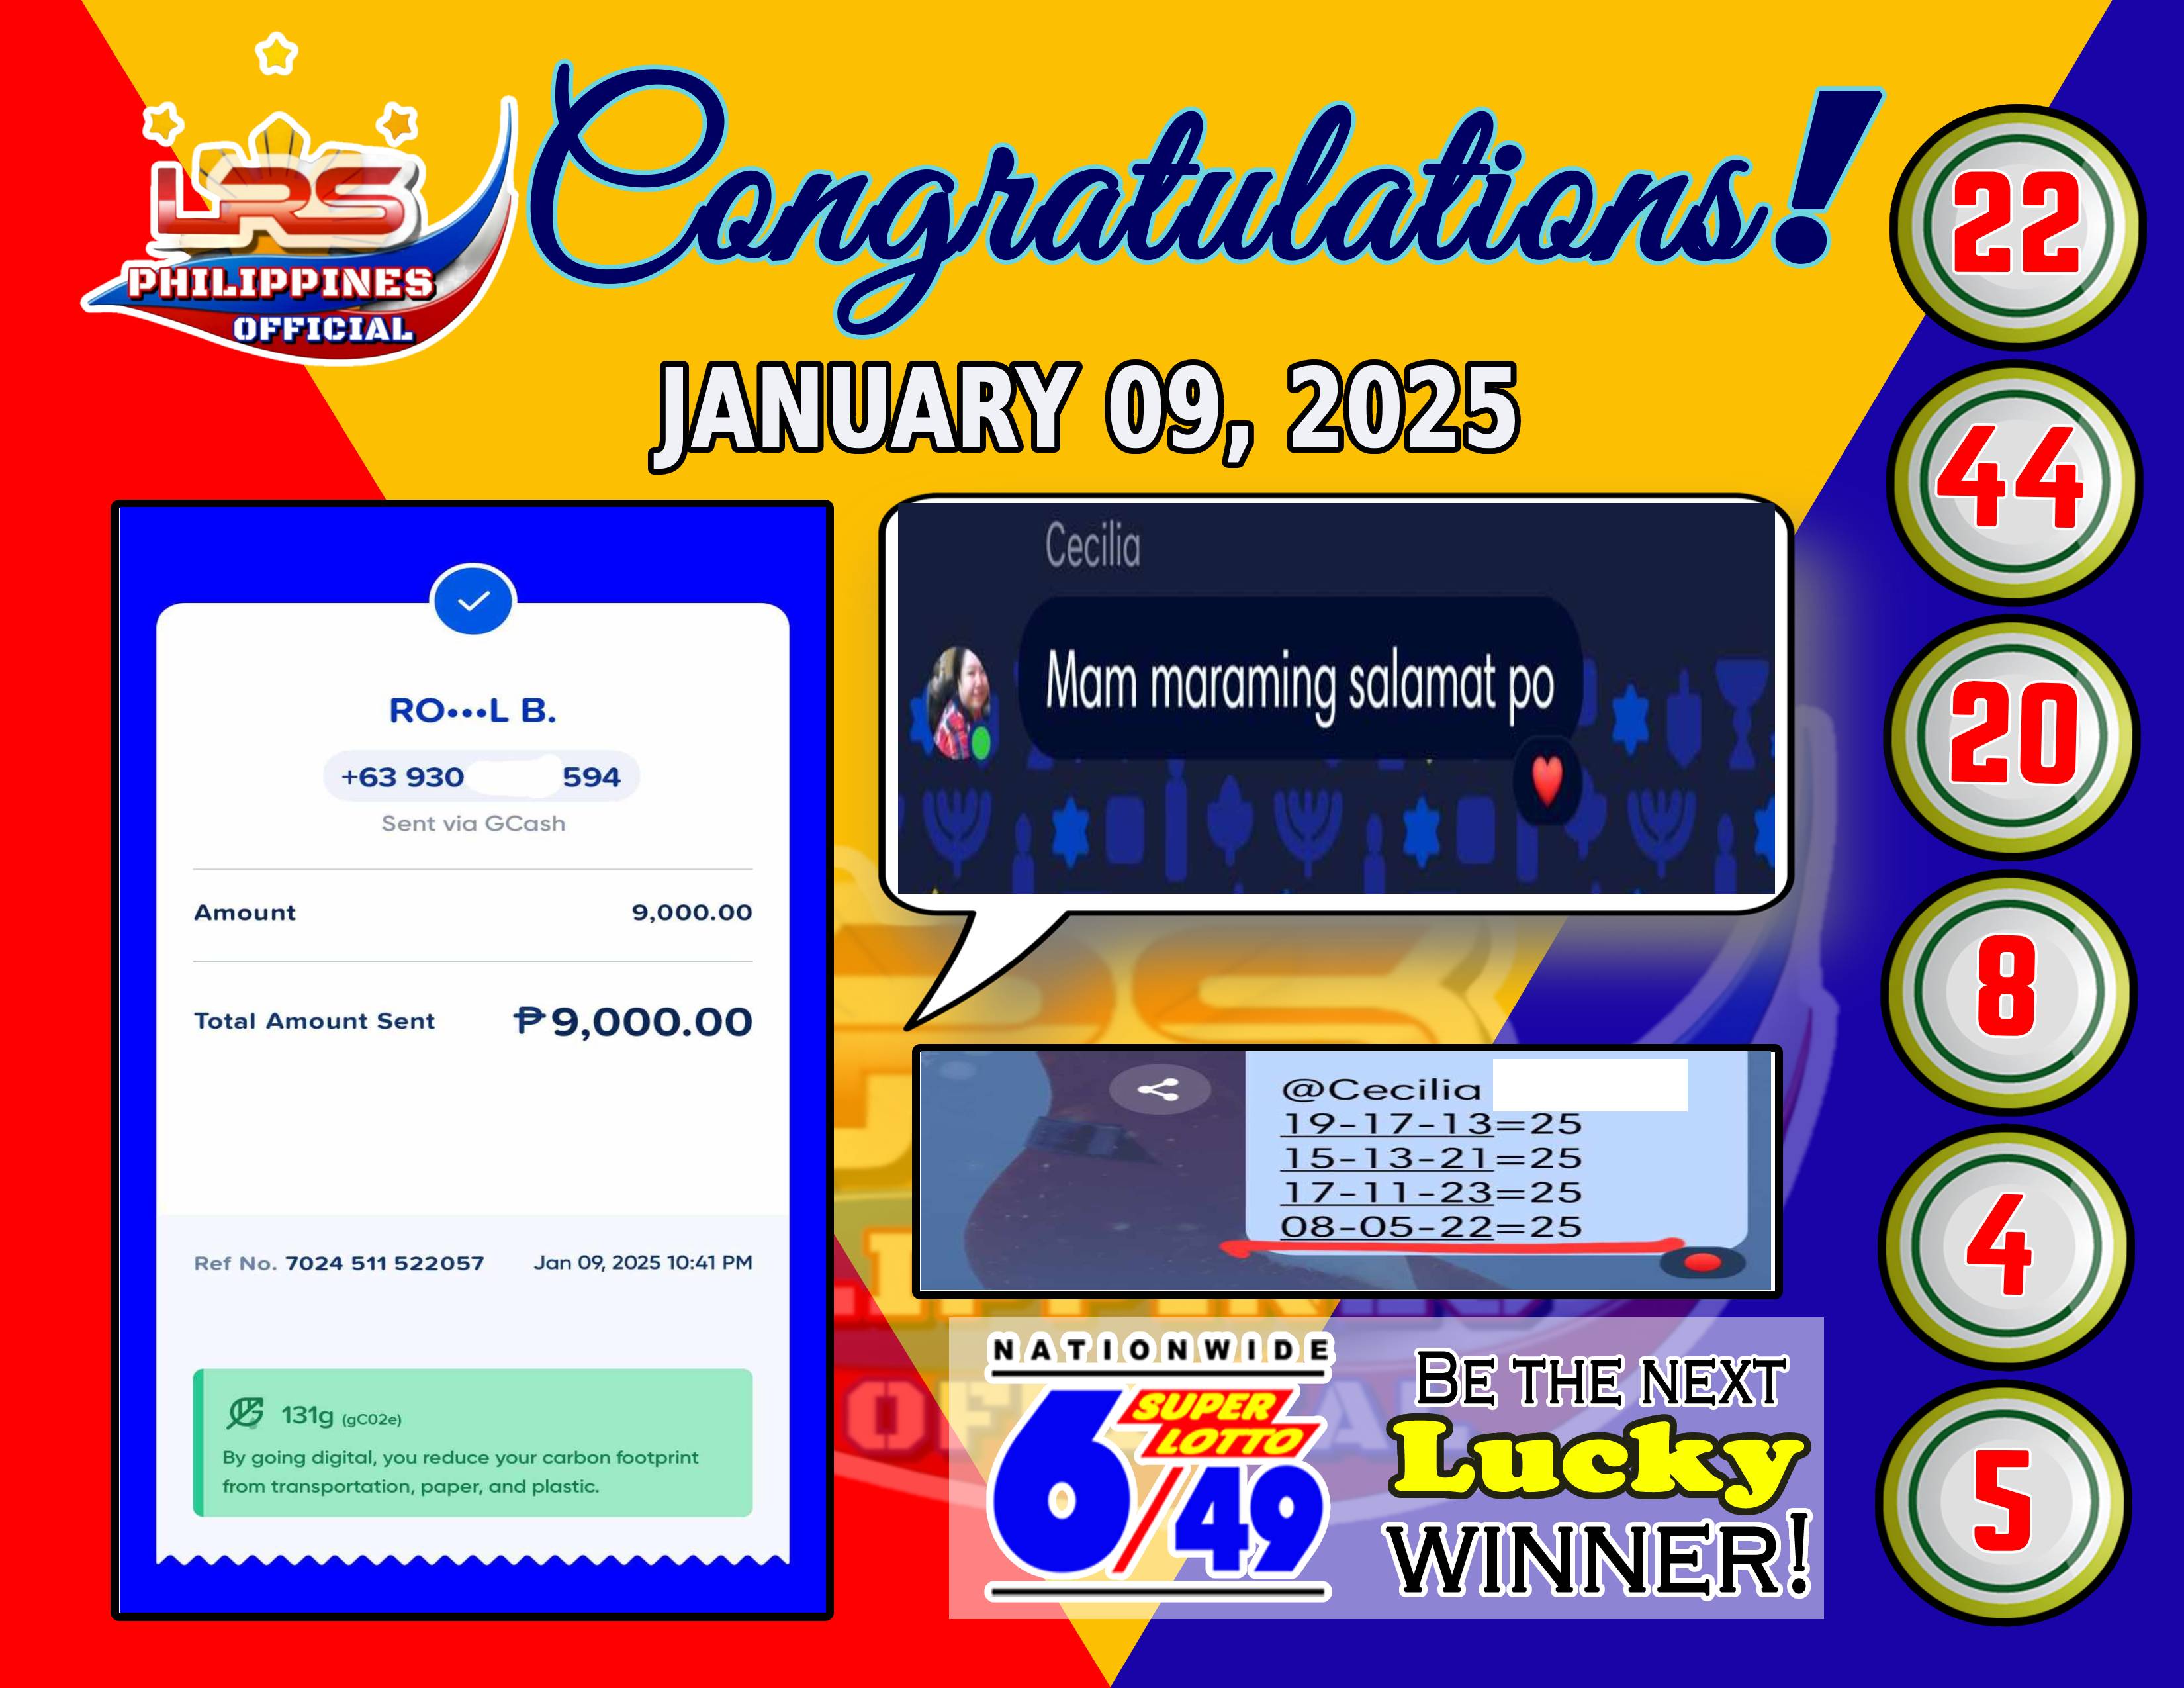 LRS
PHILIPPINES
OFFICIAL
Congratulations!
JANUARY 09, 2025
RO•••L B.
+63 930 594
Sent via GCash
Amount 9,000.00
Total Amount Sent ₱9,000.00
Ref No. 7024 511 522057 Jan 09, 2025 10:41 PM
131g (gC02e)
By going digital, you reduce your carbon footprint
from transportation, paper, and plastic.
Cecilia
Mam maraming salamat po
@Cecilia
19-17-13=25
15-13-21=25
17-11-23=25
08-05-22=25
NATIONWIDE
SUPER
LOTTO
6/49
BE THE NEXT
Lucky
WINNER!
22
44
20
8
4
5